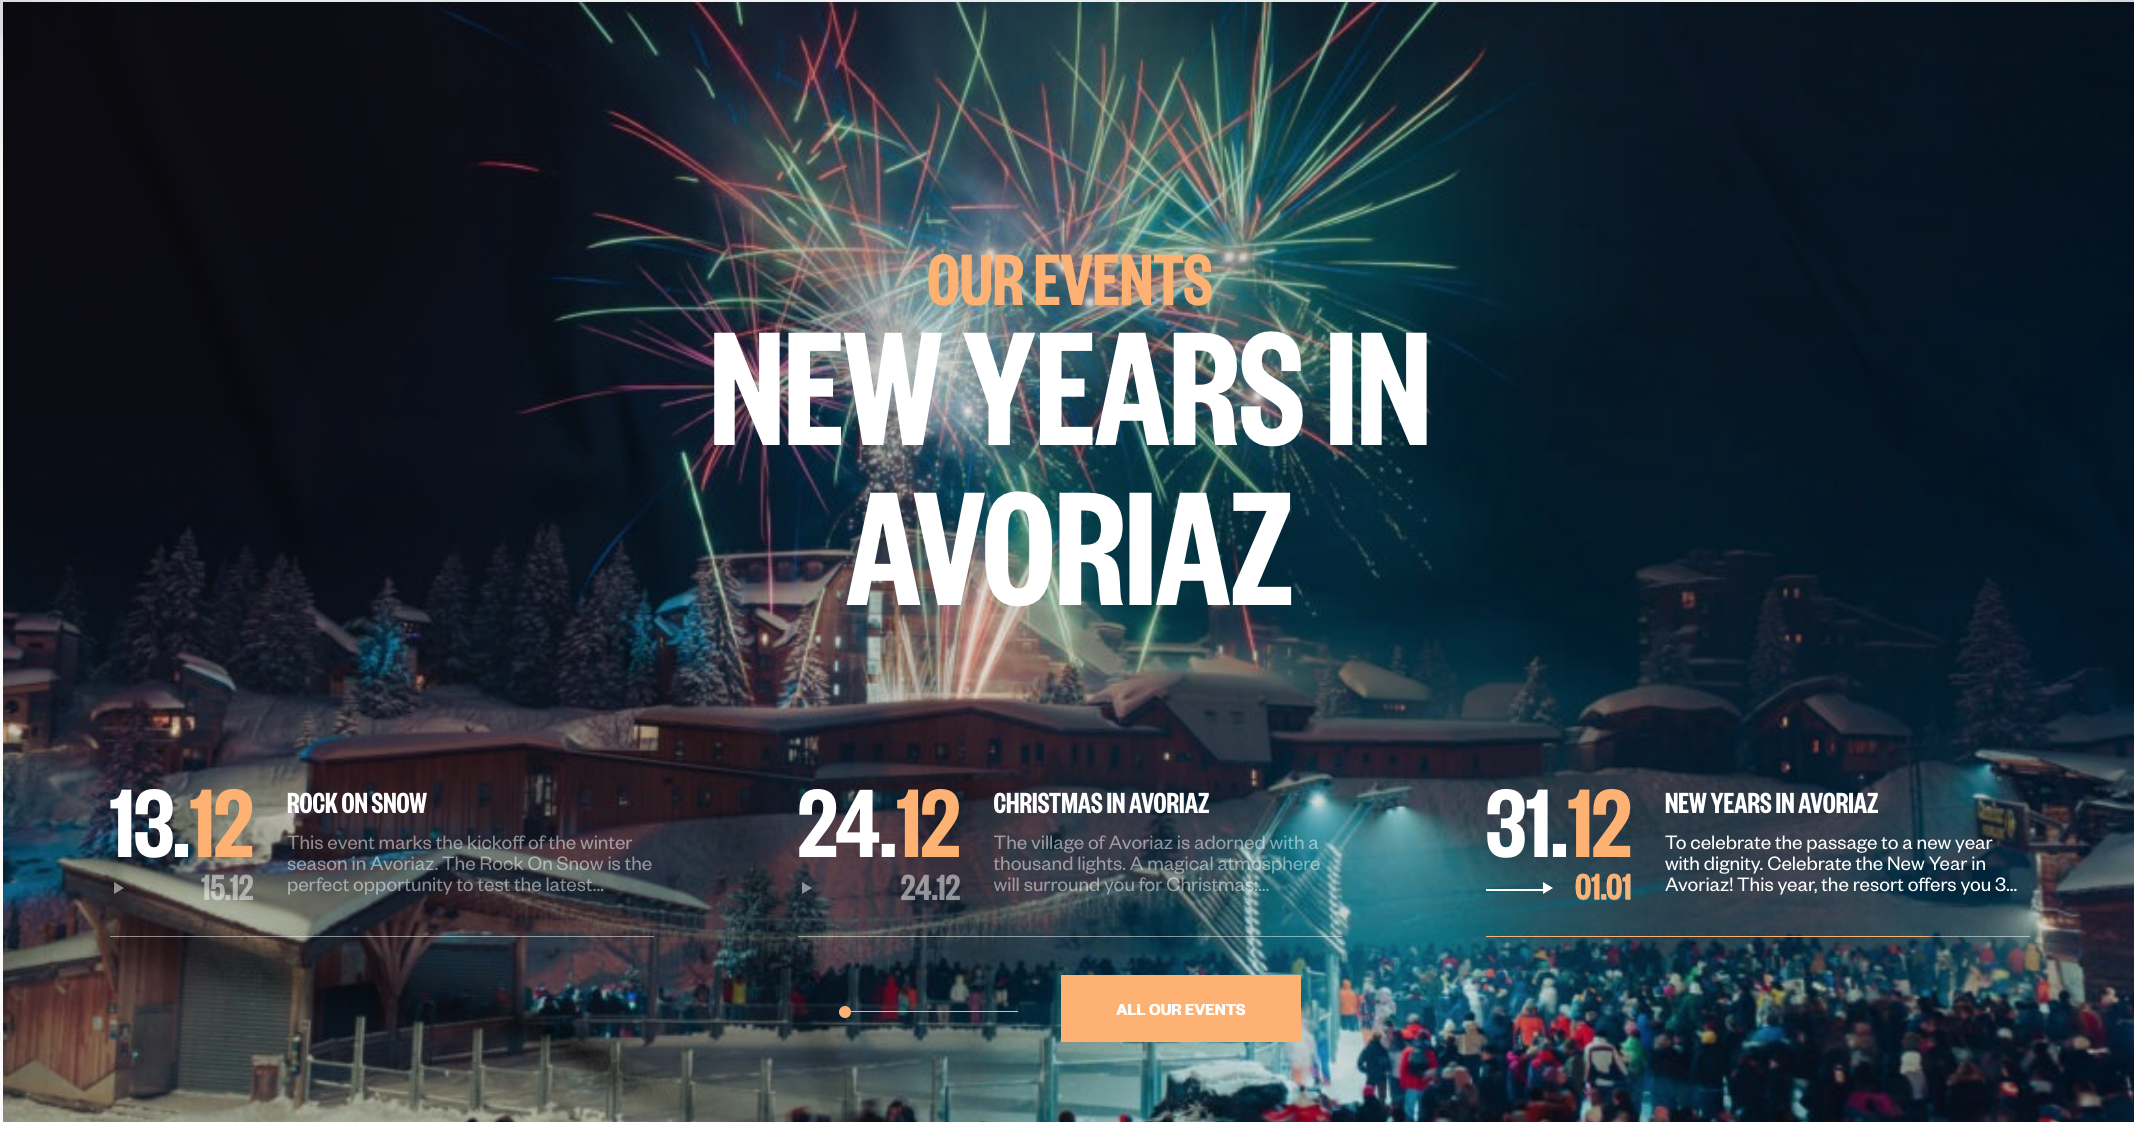 OUR EVENTS
NEW YEARS IN
AVORIAZ
13.12
15.12
ROCK ON SNOW
This event marks the kickoff of the winter
season in Avoriaz. The Rock On Snow is the
perfect opportunity to test the latest...
24.12
24.12
CHRISTMAS IN AVORIAZ
The village of Avoriaz is adorned with a
thousand lights. A magical atmosphere
will surround you for Christmas:...
31.12
01.01
NEW YEARS IN AVORIAZ
To celebrate the passage to a new year
with dignity. Celebrate the New Year in
Avoriaz! This year, the resort offers you 3...
ALL OUR EVENTS